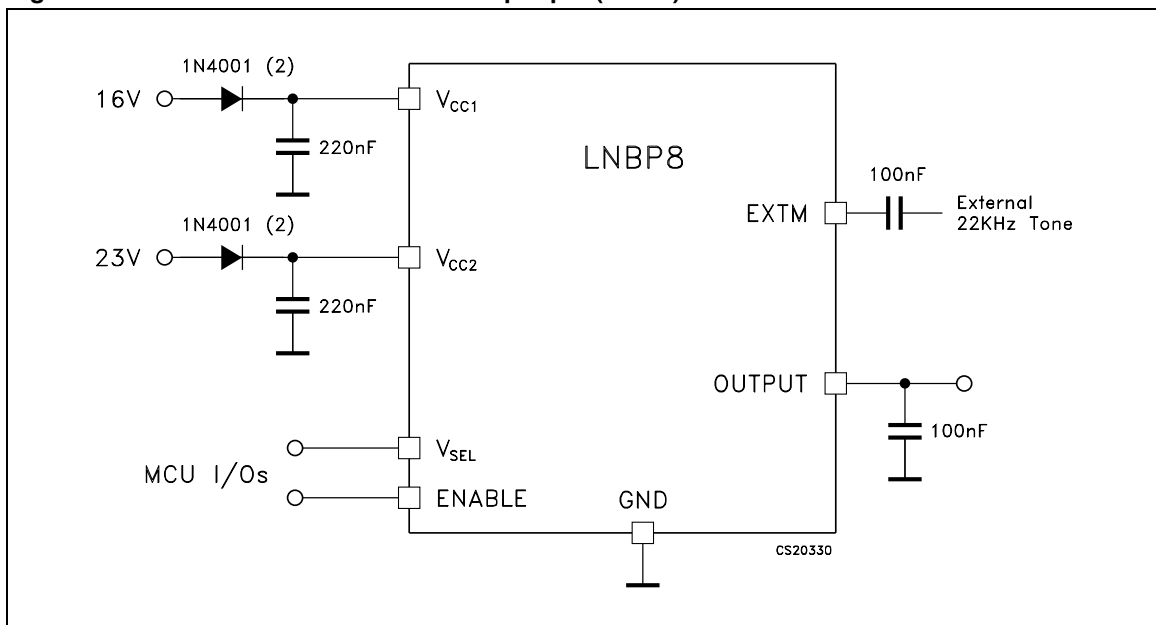 1N4001 (2)
16V
V_CC1
220nF
LNBP8
1N4001 (2)
23V
V_CC2
220nF
EXTM
100nF
External
22KHz Tone
OUTPUT
100nF
MCU I/Os
V_SEL
ENABLE
GND
CS20330